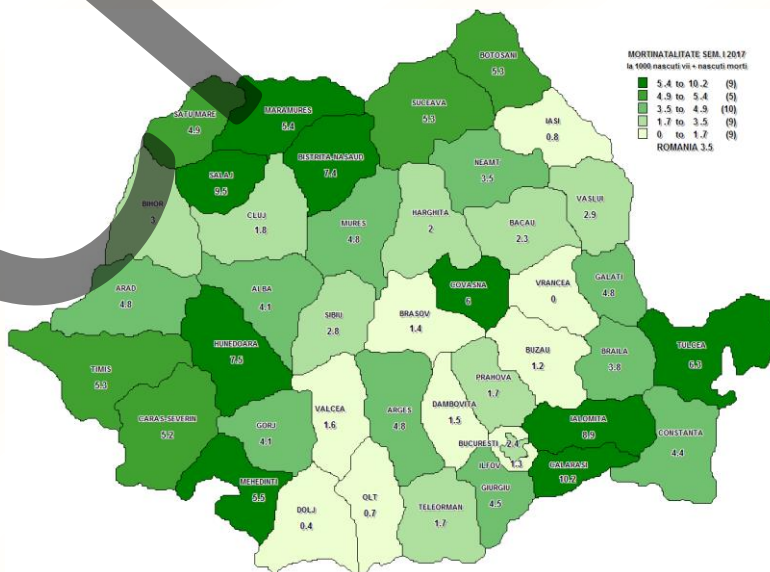 MORTINATALITATE SEM. I 2017
la 1000 nascuti vii + nascuti morti
5.4 to 10.2 (9)
4.9 to 5.4 (5)
3.5 to 4.9 (10)
1.7 to 3.5 (9)
0 to 1.7 (9)
ROMANIA 3.5
BOTOSANI
5.3
SUCEAVA
5.3
SATU MARE
4.9
MARAMURES
5.4
IASI
0.8
BISTRITA-NASAUD
7.4
NEAMT
3.5
SALAJ
9.5
BIHOR
3
CLUJ
1.8
MURES
4.8
HARGHITA
2
BACAU
2.3
VASLUI
2.9
ARAD
4.8
ALBA
4.1
SIBIU
2.8
BRASOV
1.4
COVASNA
6
VRANCEA
0
GALATI
4.8
HUNEDOARA
7.5
TIMIS
5.3
BUZAU
1.2
BRAILA
3.8
TULCEA
6.3
PRAHOVA
1.7
CARAS-SEVERIN
5.2
GORJ
4.1
VALCEA
1.6
ARGES
4.8
DAMBOVITA
1.5
IALOMITA
8.9
CONSTANTA
4.4
BUCURESTI 2.4
ILFOV 1.3
CALARASI
10.2
GIURGIU
4.5
MEHEDINTI
5.5
DOLJ
0.4
OLT
0.7
TELEORMAN
1.7